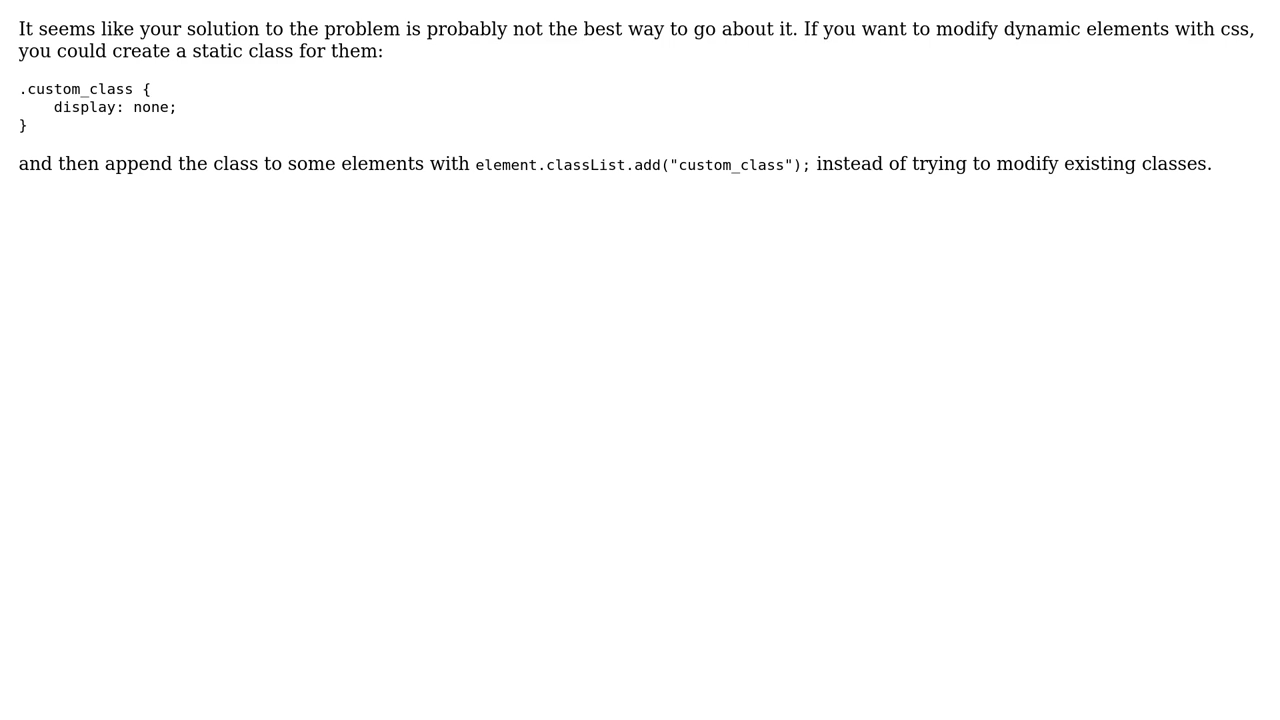 It seems like your solution to the problem is probably not the best way to go about it. If you want to modify dynamic elements with css,
you could create a static class for them:
.custom_class {
    display: none;
}
and then append the class to some elements with element.classList.add("custom_class"); instead of trying to modify existing classes.